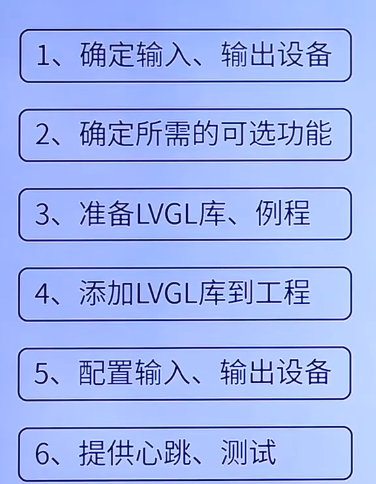 1、确定输入、输出设备
2、确定所需的可选功能
3、准备LVGL库、例程
4、添加LVGL库到工程
5、配置输入、输出设备
6、提供心跳、测试